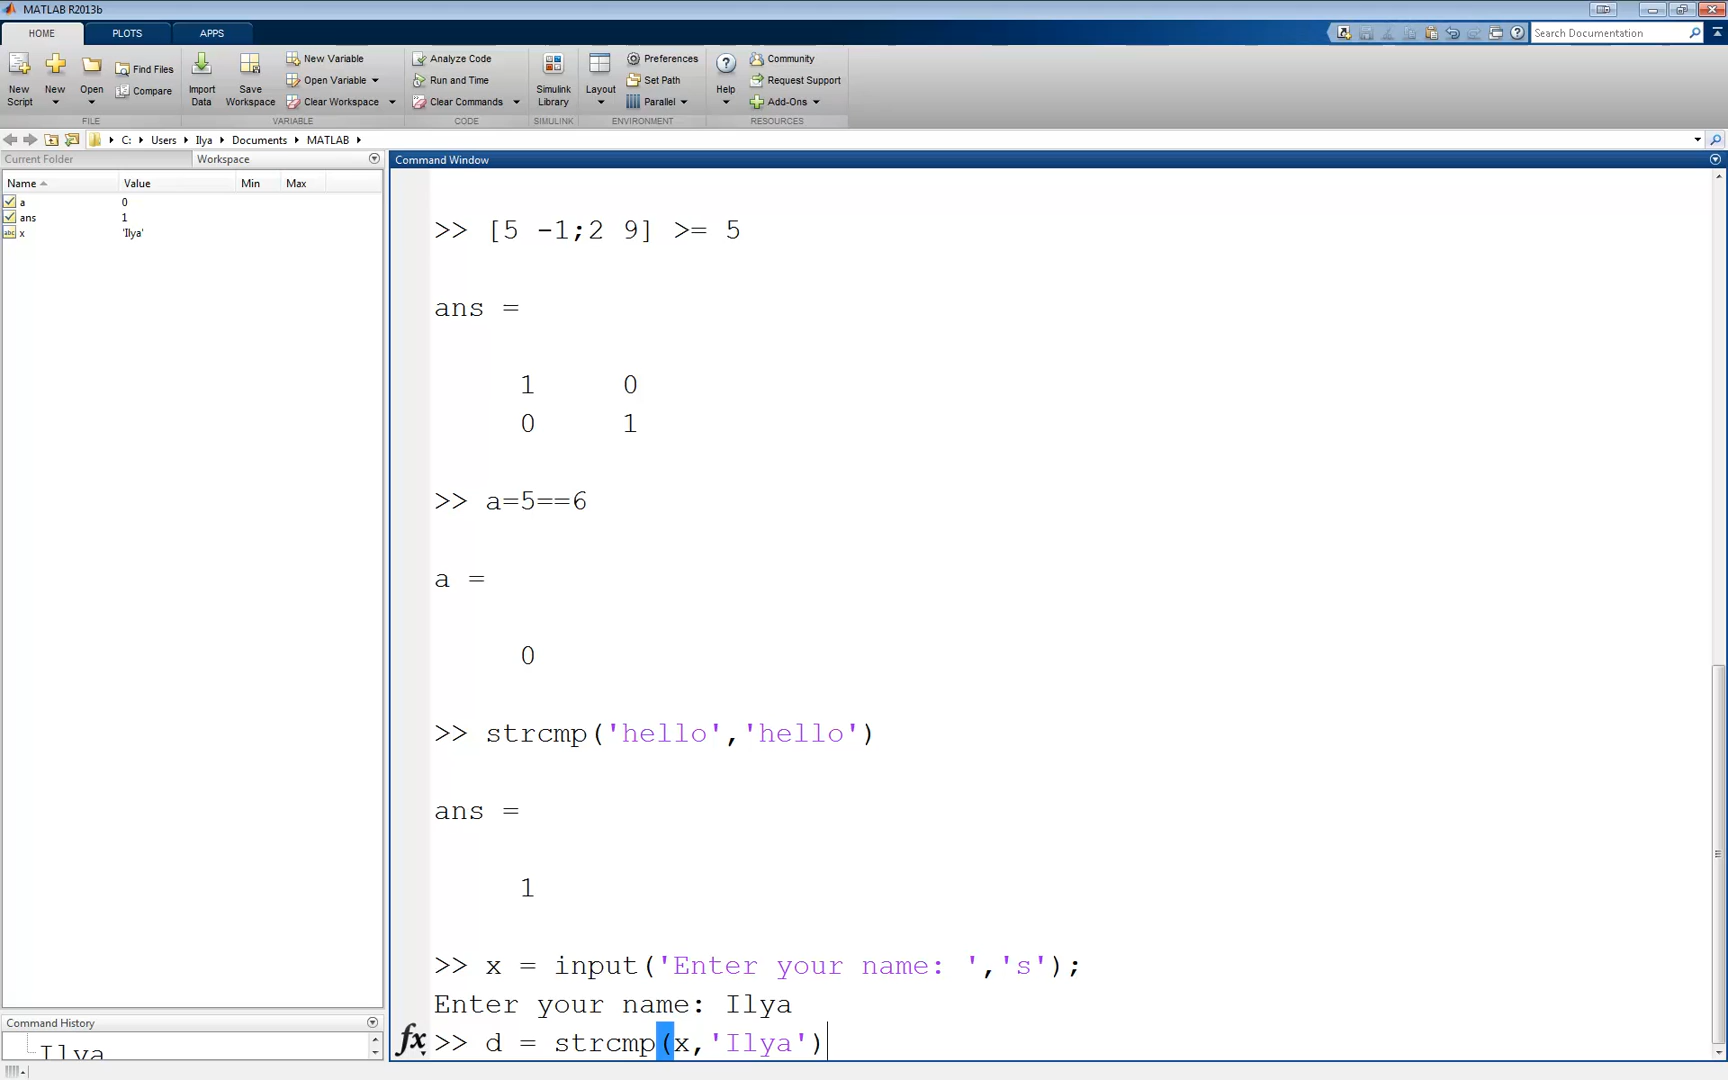 MATLAB R2013b
HOME PLOTS APPS
Search Documentation
New Script
New
Open
Find Files
Compare
FILE
Import Data
Save Workspace
New Variable
Open Variable
Clear Workspace
VARIABLE
Analyze Code
Run and Time
Clear Commands
CODE
Simulink Library
SIMULINK
Layout
Preferences
Set Path
Parallel
ENVIRONMENT
Help
Community
Request Support
Add-Ons
RESOURCES
C: Users Ilya Documents MATLAB
Current Folder Workspace
Name Value Min Max
a 0
ans 1
abc x 'Ilya'
Command History
Ilya
Command Window
>> [5 -1;2 9] >= 5
ans =
1 0
0 1
>> a=5==6
a =
0
>> strcmp('hello','hello')
ans =
1
>> x = input('Enter your name: ','s');
Enter your name: Ilya
fx >> d = strcmp(x,'Ilya')